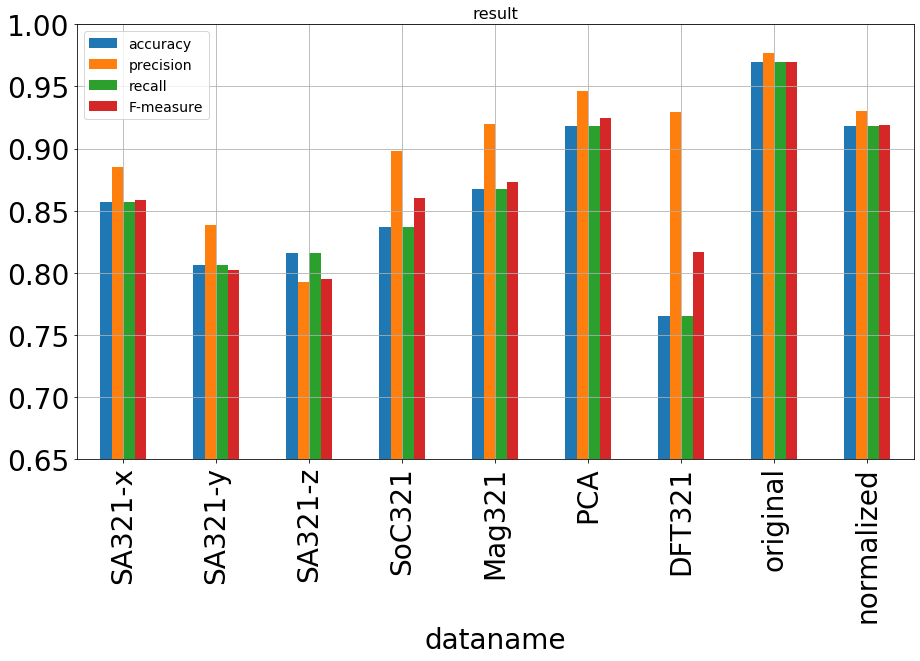 result
1.00
0.95
0.90
0.85
0.80
0.75
0.70
0.65
accuracy
precision
recall
F-measure
SA321-x
SA321-y
SA321-z
SoC321
Mag321
PCA
DFT321
original
normalized
dataname